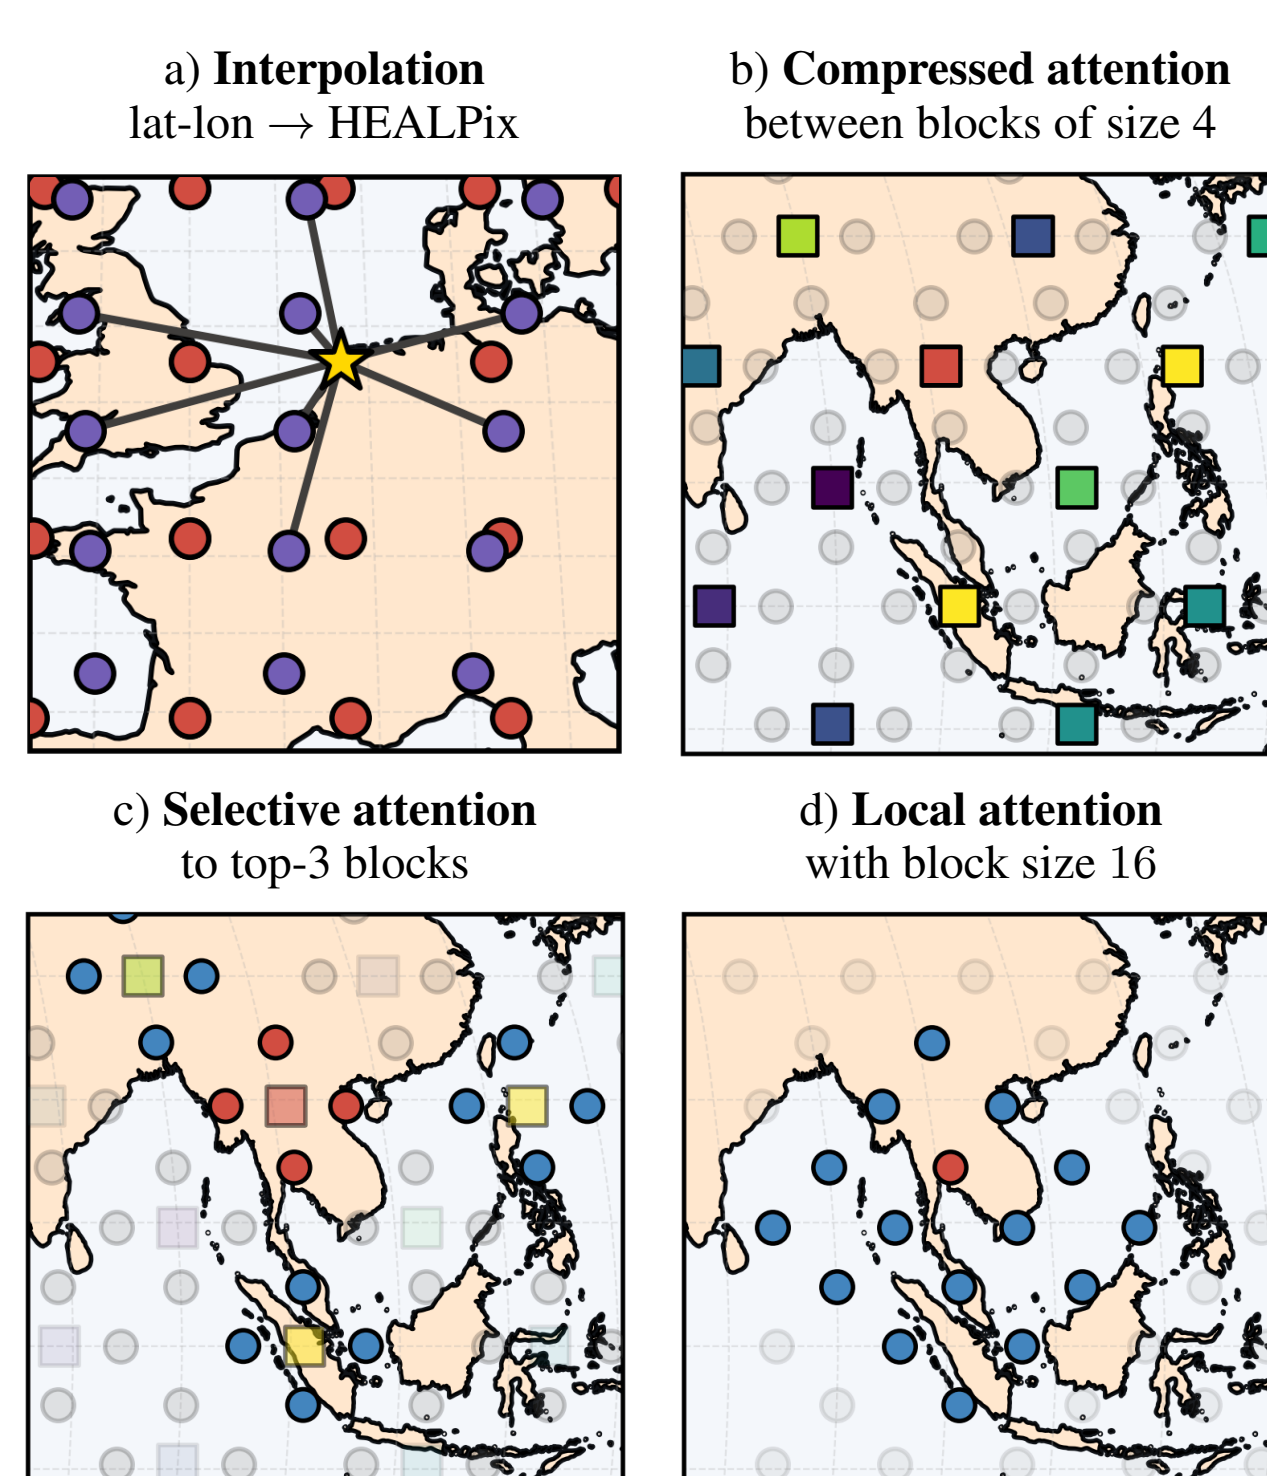 a) Interpolation
lat-lon → HEALPix
b) Compressed attention
between blocks of size 4
c) Selective attention
to top-3 blocks
d) Local attention
with block size 16